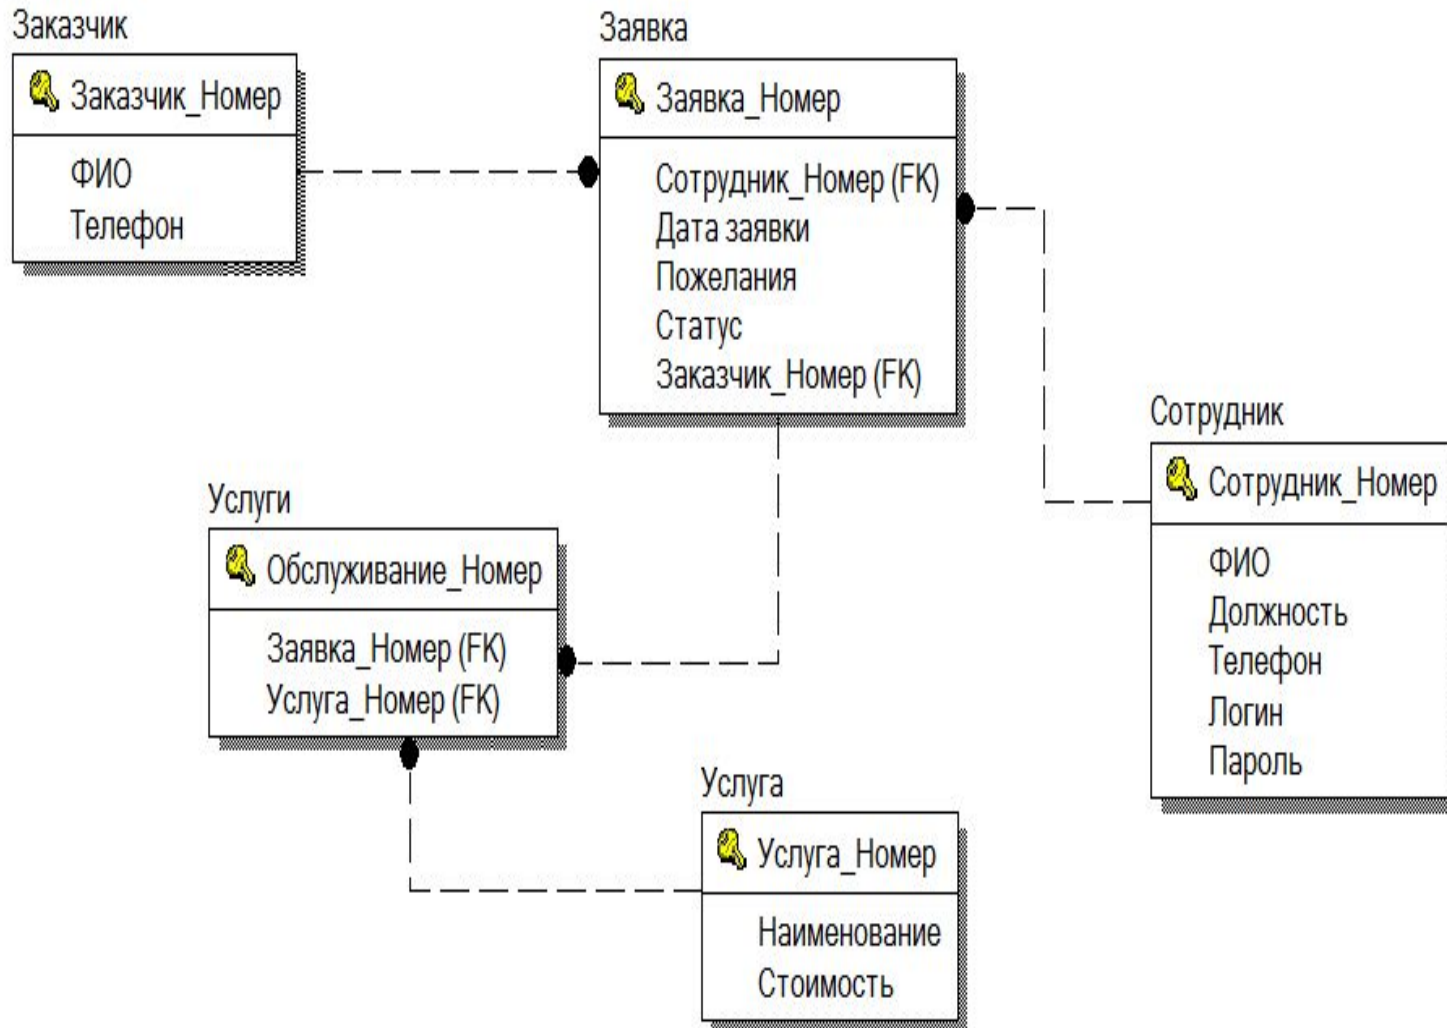 Заказчик
Заказчик_Номер
ФИО
Телефон
Заявка
Заявка_Номер
Сотрудник_Номер (FK)
Дата заявки
Пожелания
Статус
Заказчик_Номер (FK)
Сотрудник
Сотрудник_Номер
ФИО
Должность
Телефон
Логин
Пароль
Услуги
Обслуживание_Номер
Заявка_Номер (FK)
Услуга_Номер (FK)
Услуга
Услуга_Номер
Наименование
Стоимость